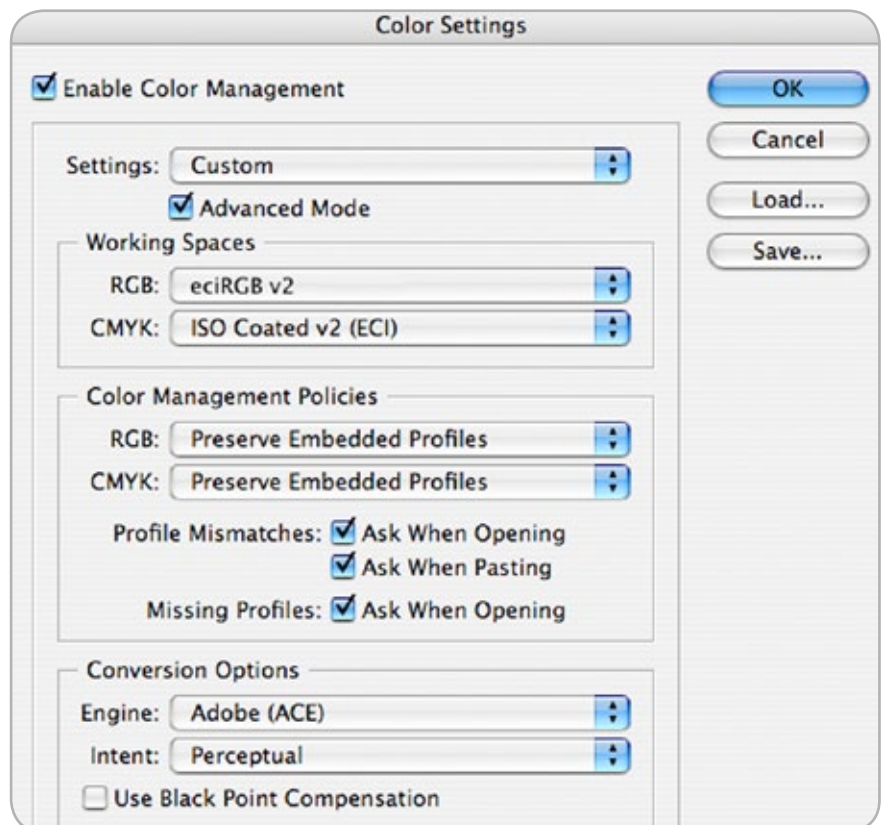 Color Settings
Enable Color Management
OK
Cancel
Load...
Save...
Settings: Custom
Advanced Mode
Working Spaces
RGB: eciRGB v2
CMYK: ISO Coated v2 (ECI)
Color Management Policies
RGB: Preserve Embedded Profiles
CMYK: Preserve Embedded Profiles
Profile Mismatches: Ask When Opening
Ask When Pasting
Missing Profiles: Ask When Opening
Conversion Options
Engine: Adobe (ACE)
Intent: Perceptual
Use Black Point Compensation